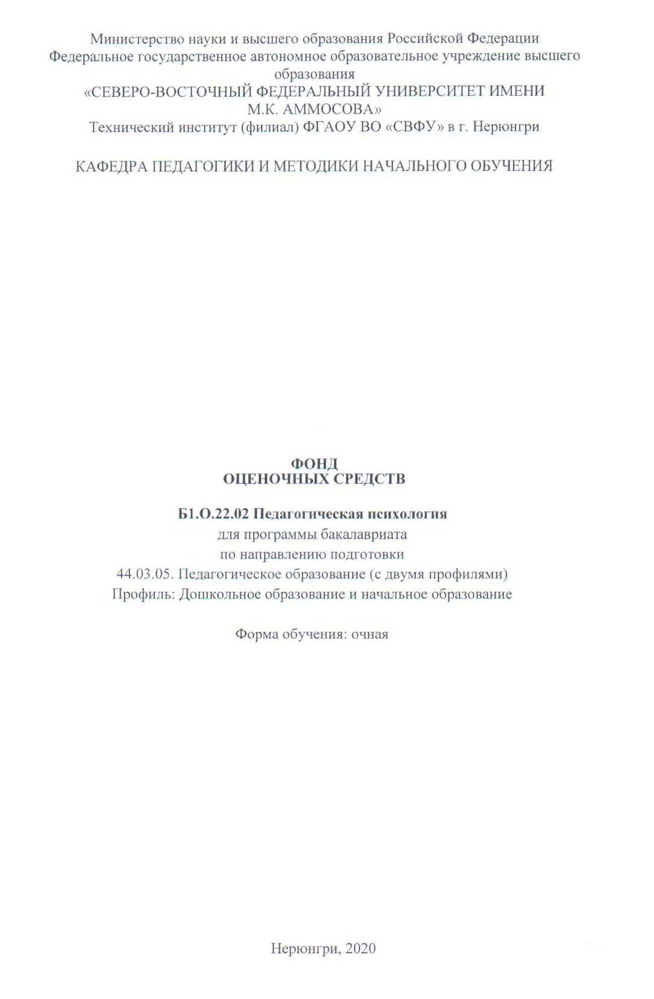 Министерство науки и высшего образования Российской Федерации
Федеральное государственное автономное образовательное учреждение высшего
образования
«СЕВЕРО-ВОСТОЧНЫЙ ФЕДЕРАЛЬНЫЙ УНИВЕРСИТЕТ ИМЕНИ
М.К. АММОСОВА»
Технический институт (филиал) ФГАОУ ВО «СВФУ» в г. Нерюнгри
КАФЕДРА ПЕДАГОГИКИ И МЕТОДИКИ НАЧАЛЬНОГО ОБУЧЕНИЯ
ФОНД
ОЦЕНОЧНЫХ СРЕДСТВ
Б1.О.22.02 Педагогическая психология
для программы бакалавриата
по направлению подготовки
44.03.05. Педагогическое образование (с двумя профилями)
Профиль: Дошкольное образование и начальное образование
Форма обучения: очная
Нерюнгри, 2020